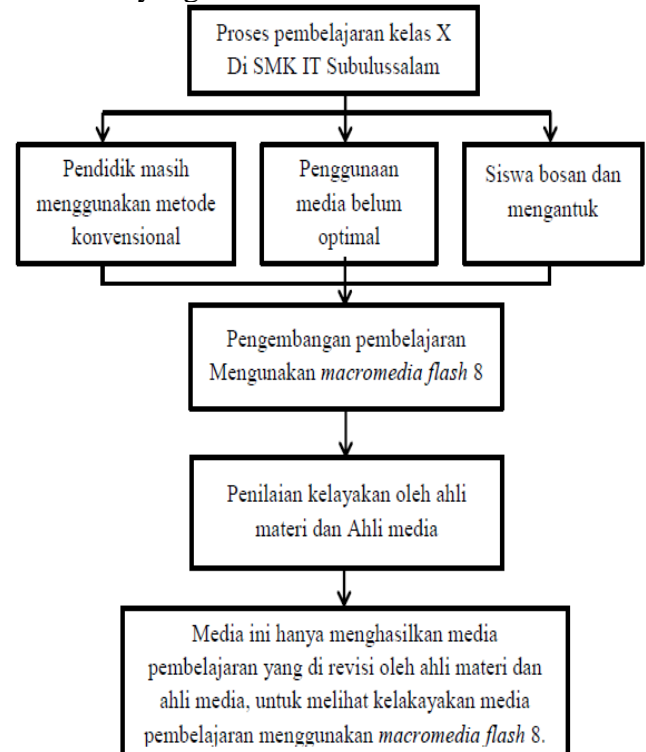 Proses pembelajaran kelas X
Di SMK IT Subulussalam
Pendidik masih
menggunakan metode
konvensional
Penggunaan
media belum
optimal
Siswa bosan dan
mengantuk
Pengembangan pembelajaran
Mengunakan macromedia flash 8
Penilaian kelayakan oleh ahli
materi dan Ahli media
Media ini hanya menghasilkan media
pembelajaran yang di revisi oleh ahli materi dan
ahli media, untuk melihat kelakayakan media
pembelajaran menggunakan macromedia flash 8.